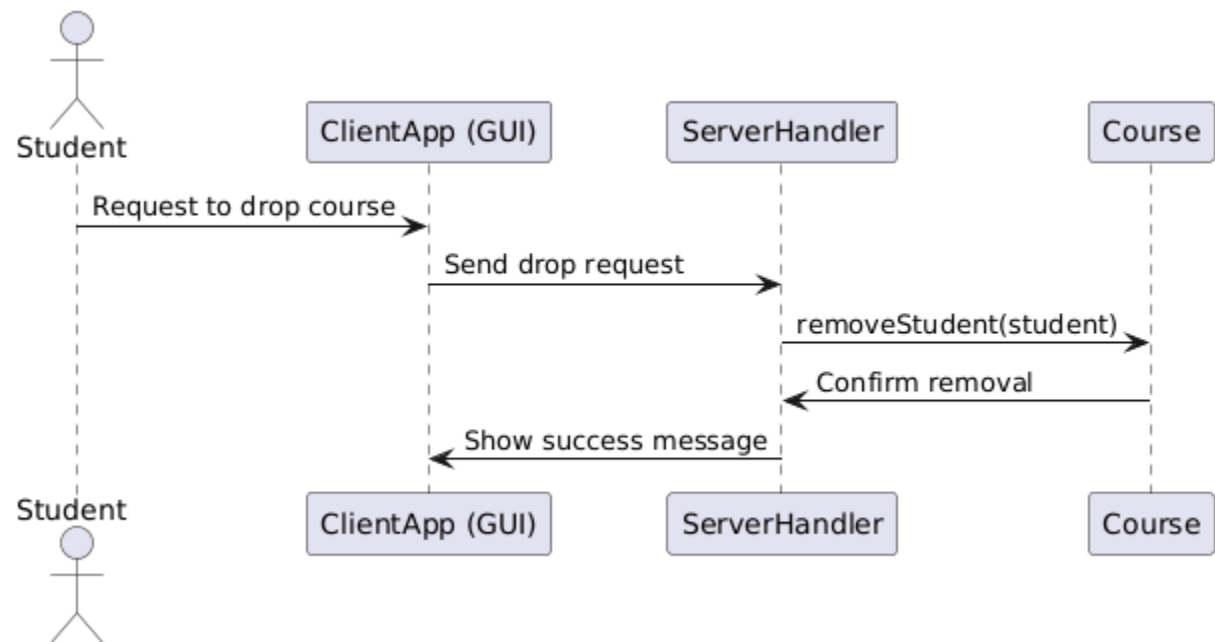 Student
ClientApp (GUI)
ServerHandler
Course
Request to drop course
Send drop request
removeStudent(student)
Confirm removal
Show success message
Student
ClientApp (GUI)
ServerHandler
Course